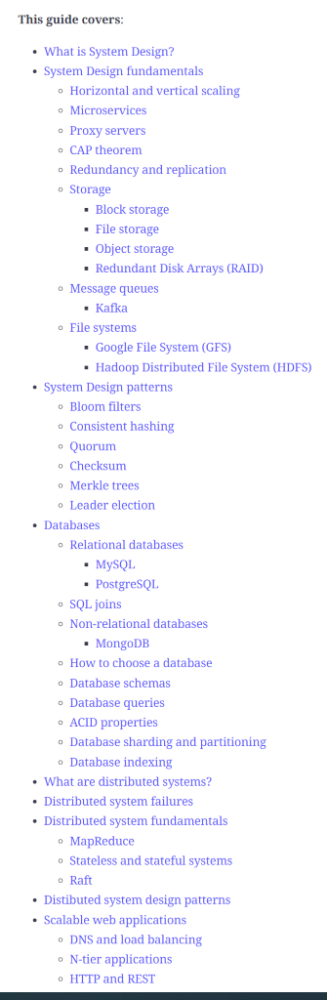 This guide covers:
What is System Design?
System Design fundamentals
Horizontal and vertical scaling
Microservices
Proxy servers
CAP theorem
Redundancy and replication
Storage
Block storage
File storage
Object storage
Redundant Disk Arrays (RAID)
Message queues
Kafka
File systems
Google File System (GFS)
Hadoop Distributed File System (HDFS)
System Design patterns
Bloom filters
Consistent hashing
Quorum
Checksum
Merkle trees
Leader election
Databases
Relational databases
MySQL
PostgreSQL
SQL joins
Non-relational databases
MongoDB
How to choose a database
Database schemas
Database queries
ACID properties
Database sharding and partitioning
Database indexing
What are distributed systems?
Distributed system failures
Distributed system fundamentals
MapReduce
Stateless and stateful systems
Raft
Distibuted system design patterns
Scalable web applications
DNS and load balancing
N-tier applications
HTTP and REST